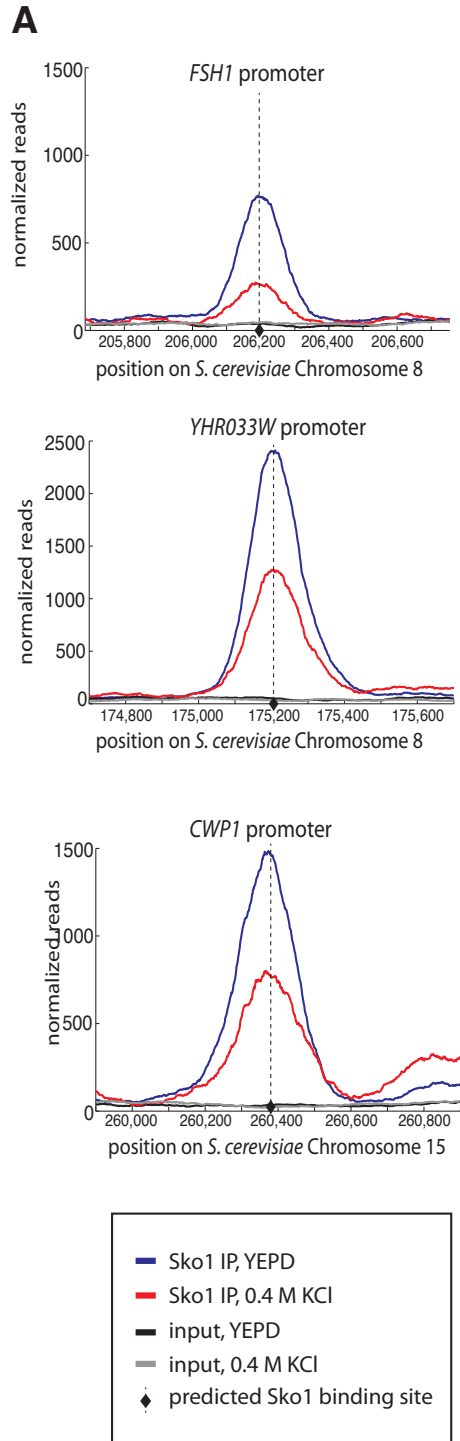 A
FSH1 promoter
normalized reads
1500
1000
500
0
205,800 206,000 206,200 206,400 206,600
position on S. cerevisiae Chromosome 8
YHR033W promoter
normalized reads
2500
2000
1500
1000
500
0
174,800 175,000 175,200 175,400 175,600
position on S. cerevisiae Chromosome 8
CWP1 promoter
normalized reads
1500
1000
500
0
260,000 260,200 260,400 260,600 260,800
position on S. cerevisiae Chromosome 15
Sko1 IP, YEPD
Sko1 IP, 0.4 M KCl
input, YEPD
input, 0.4 M KCl
predicted Sko1 binding site